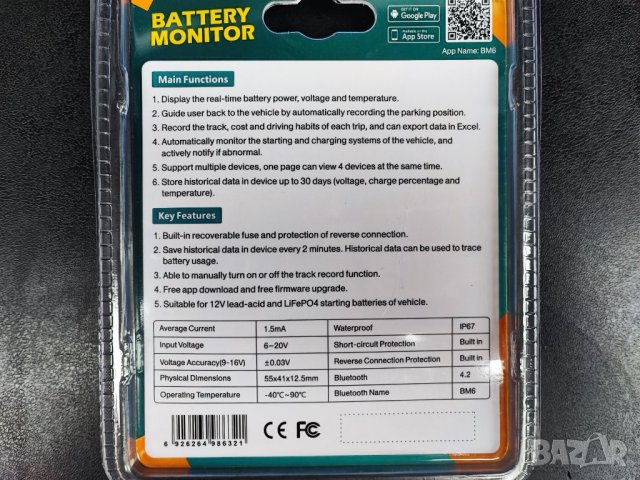 BATTERY
MONITOR
GET IT ON
Google Play
Available on the
App Store
App Name: BM6
Main Functions
1. Display the real-time battery power, voltage and temperature.
2. Guide user back to the vehicle by automatically recording the parking position.
3. Record the track, cost and driving habits of each trip, and can export data in Excel.
4. Automatically monitor the starting and charging systems of the vehicle, and
actively notify if abnormal.
5. Support multiple devices, one page can view 4 devices at the same time.
6. Store historical data in device up to 30 days (voltage, charge percentage and
temperature).
Key Features
1. Built-in recoverable fuse and protection of reverse connection.
2. Save historical data in device every 2 minutes. Historical data can be used to trace
battery usage.
3. Able to manually turn on or off the track record function.
4. Free app download and free firmware upgrade.
5. Suitable for 12V lead-acid and LiFePO4 starting batteries of vehicle.
Average Current 1.5mA Waterproof IP67
Input Voltage 6~20V Short-circuit Protection Built in
Voltage Accuracy(9-16V) ±0.03V Reverse Connection Protection Built in
Physical Dimensions 55x41x12.5mm Bluetooth 4.2
Operating Temperature -40℃~90℃ Bluetooth Name BM6
6 926264 986321
CE FC
BAZAR